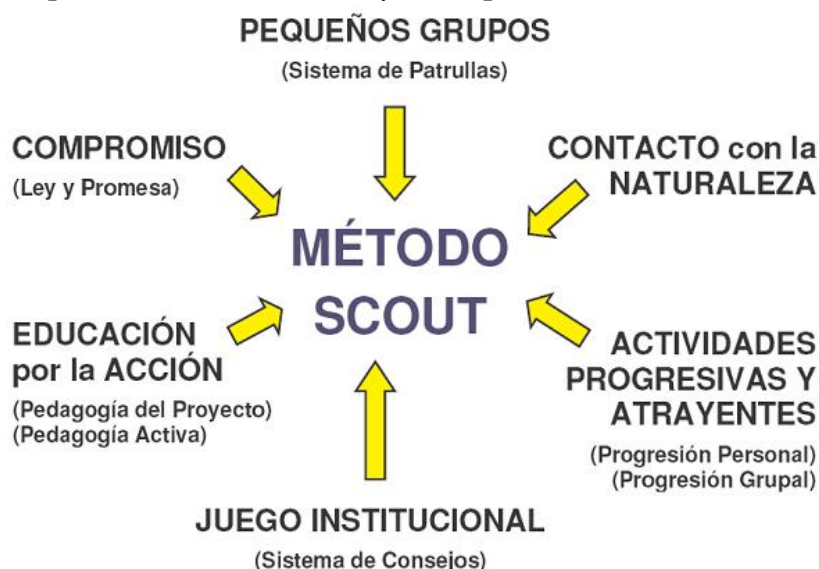 PEQUEÑOS GRUPOS
(Sistema de Patrullas)
COMPROMISO
(Ley y Promesa)
CONTACTO con la
NATURALEZA
MÉTODO
SCOUT
EDUCACIÓN
por la ACCIÓN
(Pedagogía del Proyecto)
(Pedagogía Activa)
ACTIVIDADES
PROGRESIVAS Y
ATRAYENTES
(Progresión Personal)
(Progresión Grupal)
JUEGO INSTITUCIONAL
(Sistema de Consejos)